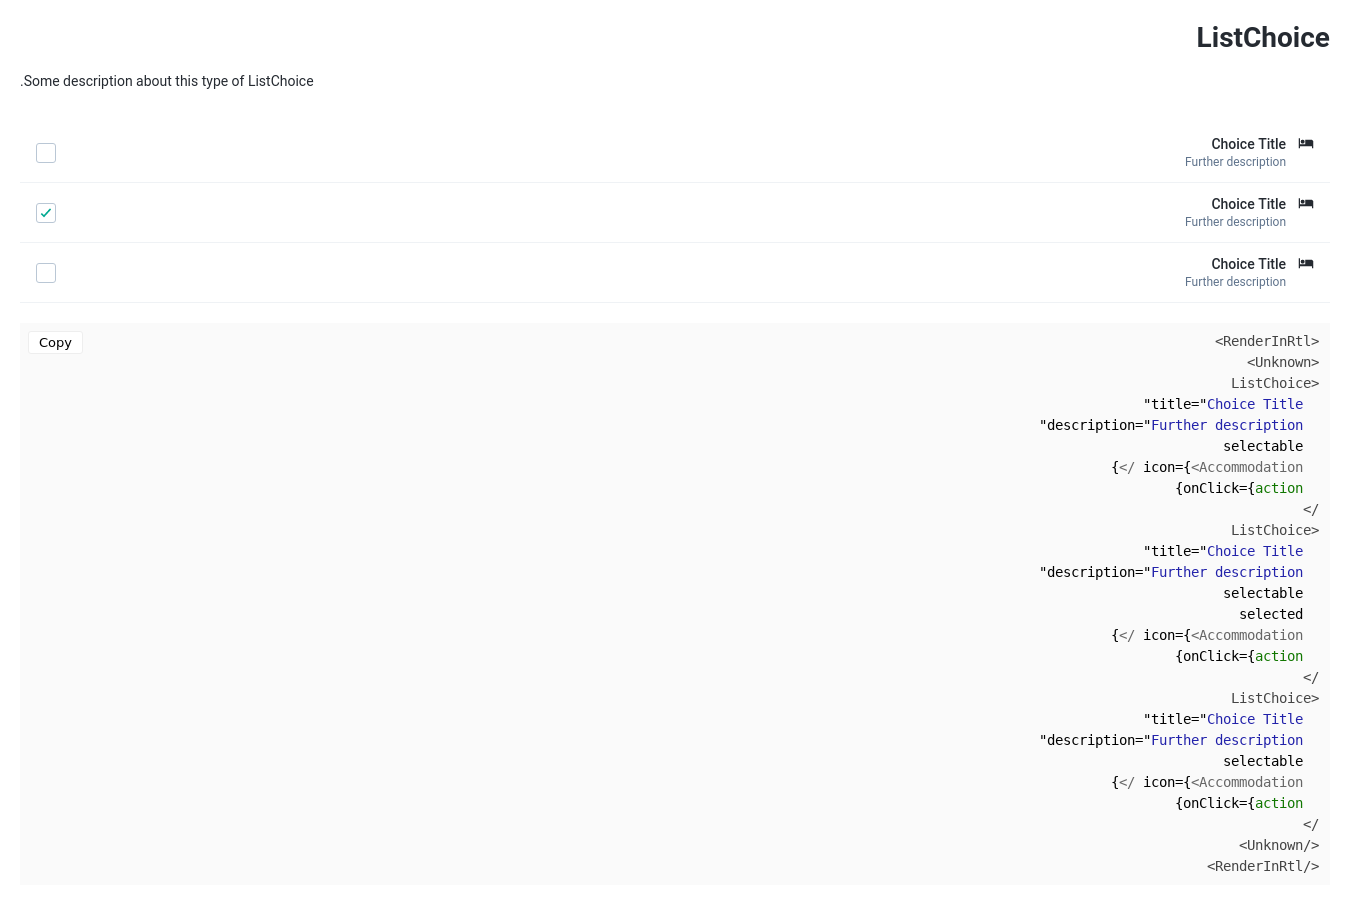 ListChoice
.Some description about this type of ListChoice
Choice Title
Further description
Choice Title
Further description
Choice Title
Further description
Copy
<RenderInRtl>
<Unknown>
ListChoice>
"title="Choice Title
"description="Further description
selectable
{</ icon={<Accommodation
{onClick={action
</
ListChoice>
"title="Choice Title
"description="Further description
selectable
selected
{</ icon={<Accommodation
{onClick={action
</
ListChoice>
"title="Choice Title
"description="Further description
selectable
{</ icon={<Accommodation
{onClick={action
</
<Unknown/>
<RenderInRtl/>